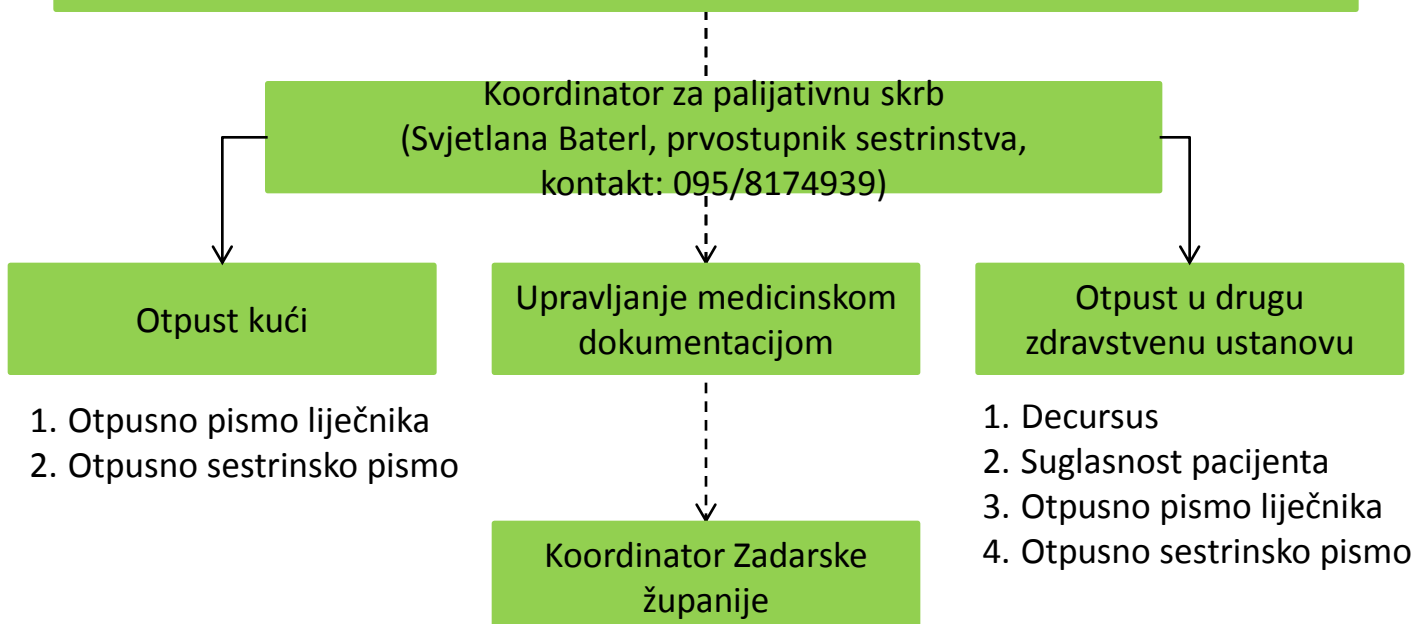 Koordinator za palijativnu skrb
(Svjetlana Baterl, prvostupnik sestrinstva,
kontakt: 095/8174939)
Otpust kući
Upravljanje medicinskom
dokumentacijom
Otpust u drugu
zdravstvenu ustanovu
1. Otpusno pismo liječnika
2. Otpusno sestrinsko pismo
1. Decursus
2. Suglasnost pacijenta
3. Otpusno pismo liječnika
4. Otpusno sestrinsko pismo
Koordinator Zadarske
županije